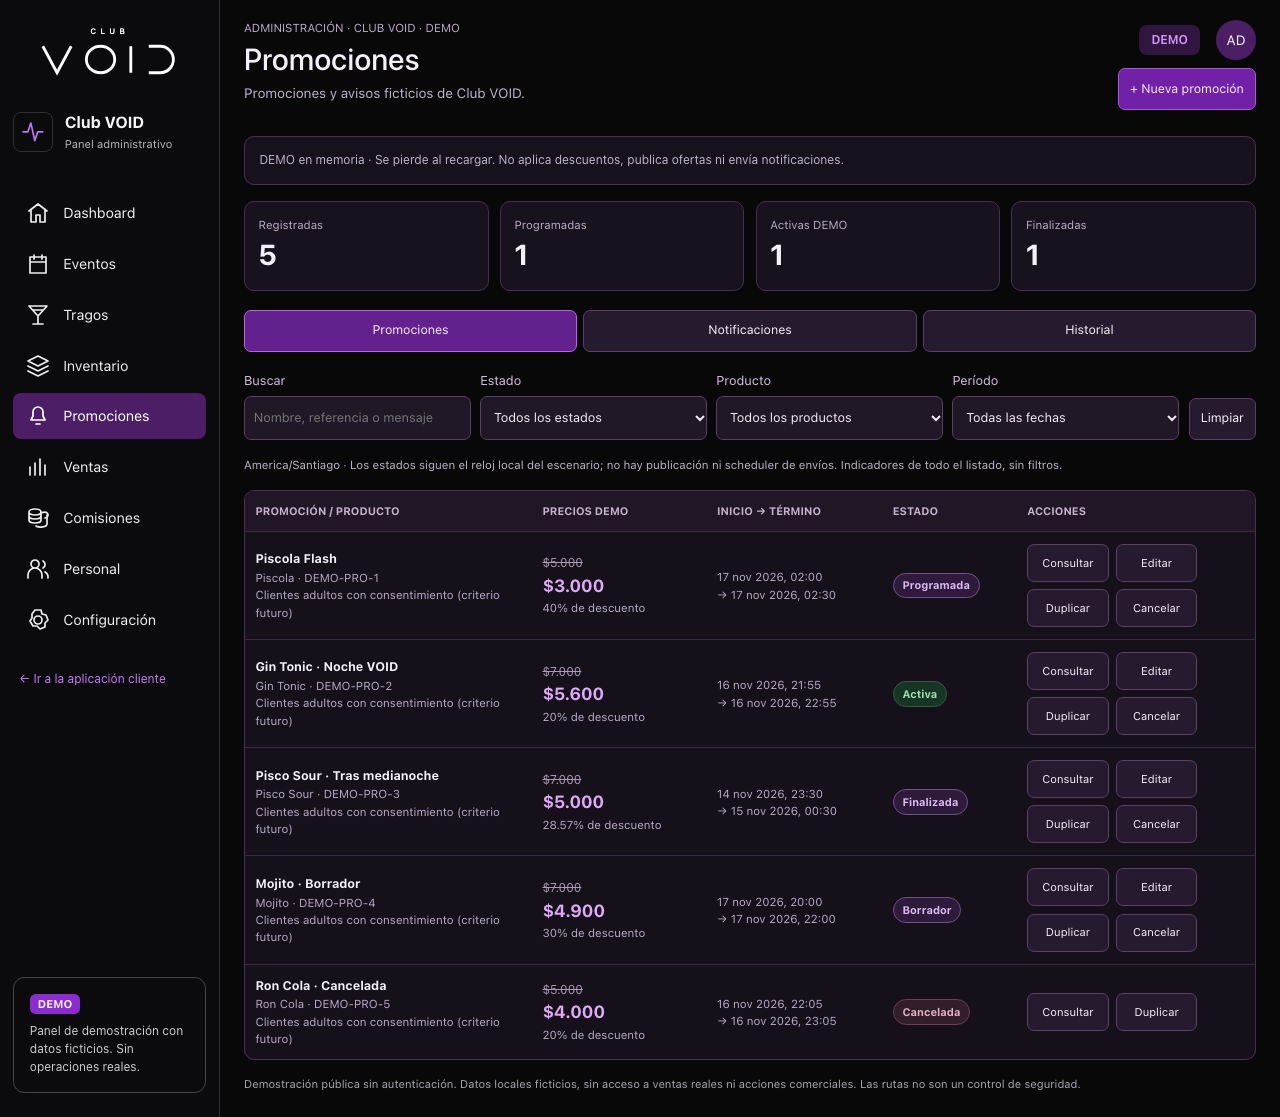 CLUB
VOID
Club VOID
Panel administrativo
Dashboard
Eventos
Tragos
Inventario
Promociones
Ventas
Comisiones
Personal
Configuración
← Ir a la aplicación cliente
DEMO
Panel de demostración con
datos ficticios. Sin
operaciones reales.
ADMINISTRACIÓN · CLUB VOID · DEMO
Promociones
Promociones y avisos ficticios de Club VOID.
DEMO
AD
+ Nueva promoción
DEMO en memoria · Se pierde al recargar. No aplica descuentos, publica ofertas ni envía notificaciones.
Registradas
5
Programadas
1
Activas DEMO
1
Finalizadas
1
Promociones
Notificaciones
Historial
Buscar
Nombre, referencia o mensaje
Estado
Todos los estados
Producto
Todos los productos
Período
Todas las fechas
Limpiar
America/Santiago · Los estados siguen el reloj local del escenario; no hay publicación ni scheduler de envíos. Indicadores de todo el listado, sin filtros.
PROMOCIÓN / PRODUCTO PRECIOS DEMO INICIO → TÉRMINO ESTADO ACCIONES
Piscola Flash
Piscola · DEMO-PRO-1
Clientes adultos con consentimiento (criterio
futuro)
$5.000
$3.000
40% de descuento
17 nov 2026, 02:00
→ 17 nov 2026, 02:30
Programada
Consultar Editar
Duplicar Cancelar
Gin Tonic · Noche VOID
Gin Tonic · DEMO-PRO-2
Clientes adultos con consentimiento (criterio
futuro)
$7.000
$5.600
20% de descuento
16 nov 2026, 21:55
→ 16 nov 2026, 22:55
Activa
Consultar Editar
Duplicar Cancelar
Pisco Sour · Tras medianoche
Pisco Sour · DEMO-PRO-3
Clientes adultos con consentimiento (criterio
futuro)
$7.000
$5.000
28.57% de descuento
14 nov 2026, 23:30
→ 15 nov 2026, 00:30
Finalizada
Consultar Editar
Duplicar Cancelar
Mojito · Borrador
Mojito · DEMO-PRO-4
Clientes adultos con consentimiento (criterio
futuro)
$7.000
$4.900
30% de descuento
17 nov 2026, 20:00
→ 17 nov 2026, 22:00
Borrador
Consultar Editar
Duplicar Cancelar
Ron Cola · Cancelada
Ron Cola · DEMO-PRO-5
Clientes adultos con consentimiento (criterio
futuro)
$5.000
$4.000
20% de descuento
16 nov 2026, 22:05
→ 16 nov 2026, 23:05
Cancelada
Consultar Duplicar
Demostración pública sin autenticación. Datos locales ficticios, sin acceso a ventas reales ni acciones comerciales. Las rutas no son un control de seguridad.